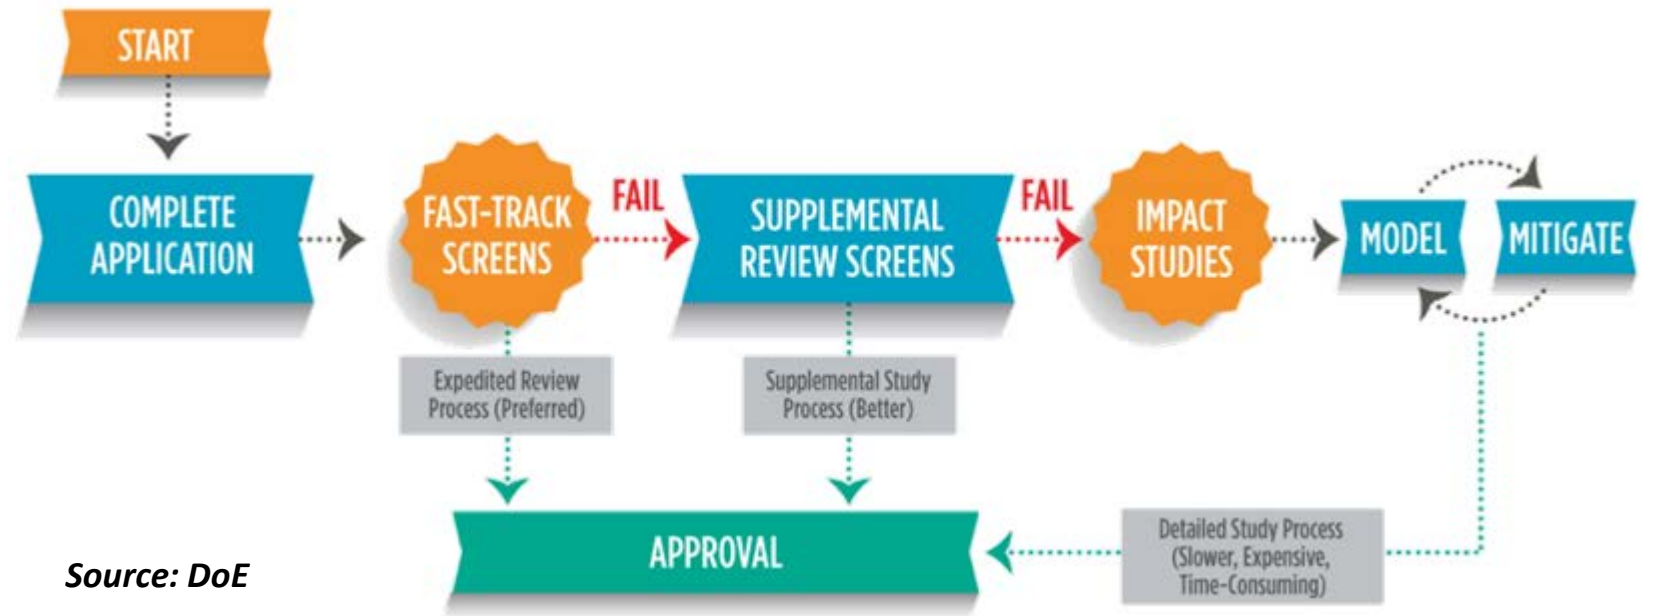 START
COMPLETE
APPLICATION
FAST-TRACK
SCREENS
FAIL
SUPPLEMENTAL
REVIEW SCREENS
FAIL
IMPACT
STUDIES
MODEL
MITIGATE
Expedited Review
Process (Preferred)
Supplemental Study
Process (Better)
Detailed Study Process
(Slower, Expensive,
Time-Consuming)
APPROVAL
Source: DoE